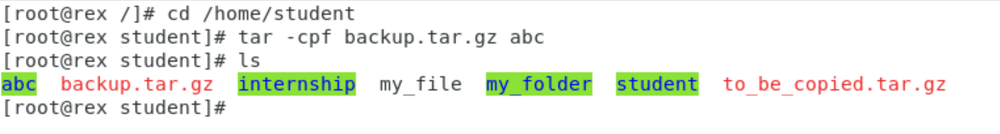 [root@rex /]# cd /home/student
[root@rex student]# tar -cpf backup.tar.gz abc
[root@rex student]# ls
abc  backup.tar.gz  internship  my_file  my_folder  student  to_be_copied.tar.gz
[root@rex student]#